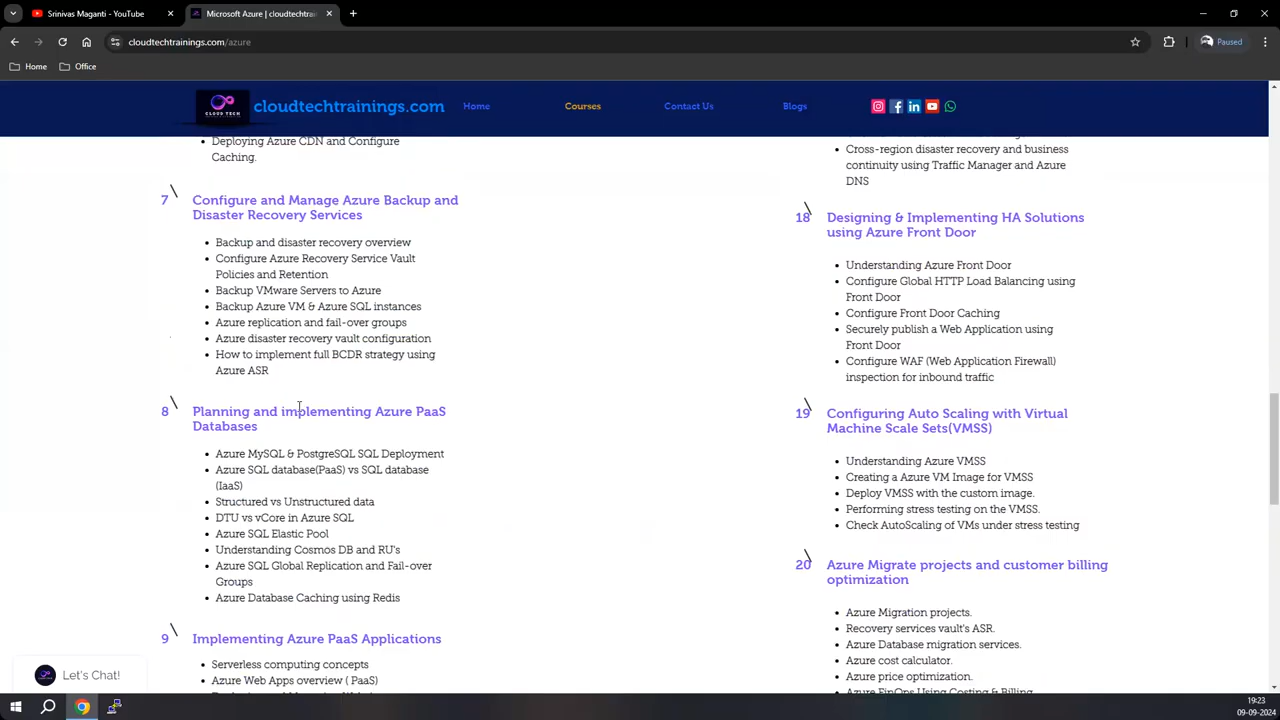 Srinivas Maganti - YouTube
Microsoft Azure | cloudtechtrai
cloudtechtrainings.com/azure
Paused
Home
Office
CLOUD TECH
cloudtechtrainings.com
Home
Courses
Contact Us
Blogs
Deploying Azure CDN and Configure
Caching.
7
Configure and Manage Azure Backup and
Disaster Recovery Services
Backup and disaster recovery overview
Configure Azure Recovery Service Vault
Policies and Retention
Backup VMware Servers to Azure
Backup Azure VM & Azure SQL instances
Azure replication and fail-over groups
Azure disaster recovery vault configuration
How to implement full BCDR strategy using
Azure ASR
8
Planning and implementing Azure PaaS
Databases
Azure MySQL & PostgreSQL SQL Deployment
Azure SQL database(PaaS) vs SQL database
(IaaS)
Structured vs Unstructured data
DTU vs vCore in Azure SQL
Azure SQL Elastic Pool
Understanding Cosmos DB and RU's
Azure SQL Global Replication and Fail-over
Groups
Azure Database Caching using Redis
9
Implementing Azure PaaS Applications
Serverless computing concepts
Azure Web Apps overview ( PaaS)
Cross-region disaster recovery and business
continuity using Traffic Manager and Azure
DNS
18
Designing & Implementing HA Solutions
using Azure Front Door
Understanding Azure Front Door
Configure Global HTTP Load Balancing using
Front Door
Configure Front Door Caching
Securely publish a Web Application using
Front Door
Configure WAF (Web Application Firewall)
inspection for inbound traffic
19
Configuring Auto Scaling with Virtual
Machine Scale Sets(VMSS)
Understanding Azure VMSS
Creating a Azure VM Image for VMSS
Deploy VMSS with the custom image.
Performing stress testing on the VMSS.
Check AutoScaling of VMs under stress testing
20
Azure Migrate projects and customer billing
optimization
Azure Migration projects.
Recovery services vault's ASR.
Azure Database migration services.
Azure cost calculator.
Azure price optimization.
Azure FinOps Using Costing & Billing
Let's Chat!
19:23
09-09-2024